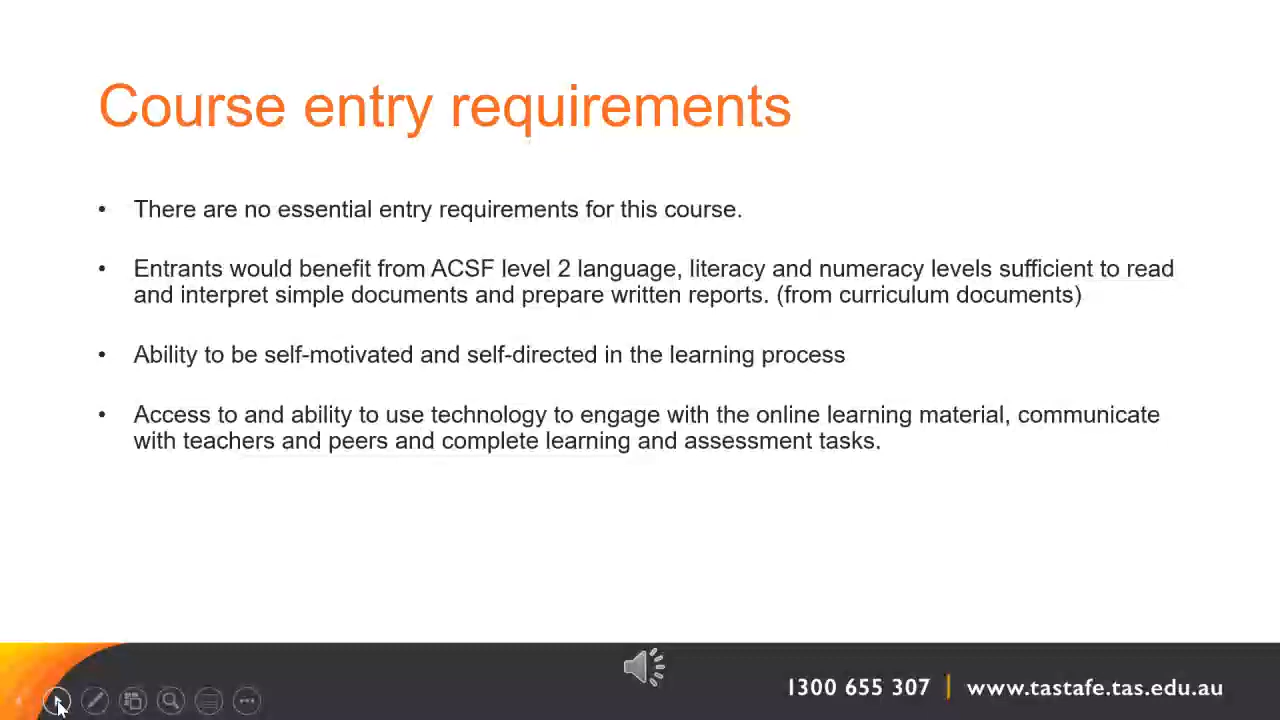 Course entry requirements
• There are no essential entry requirements for this course.
• Entrants would benefit from ACSF level 2 language, literacy and numeracy levels sufficient to read
and interpret simple documents and prepare written reports. (from curriculum documents)
• Ability to be self-motivated and self-directed in the learning process
• Access to and ability to use technology to engage with the online learning material, communicate
with teachers and peers and complete learning and assessment tasks.
1300 655 307 | www.tastafe.tas.edu.au